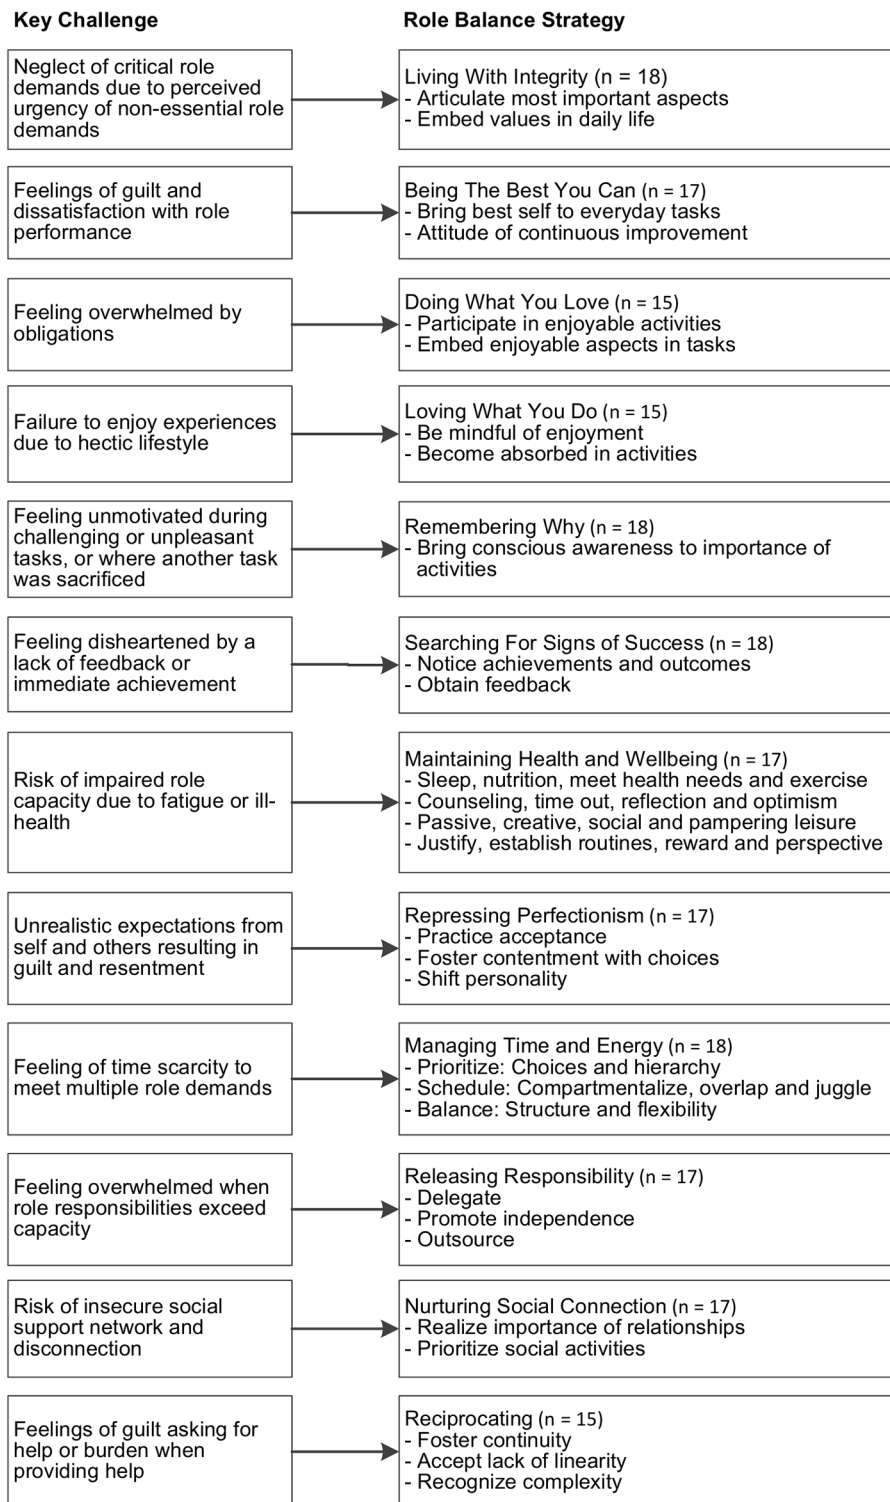 Key Challenge
Role Balance Strategy
Neglect of critical role
demands due to perceived
urgency of non-essential role
demands
Living With Integrity (n = 18)
- Articulate most important aspects
- Embed values in daily life
Feelings of guilt and
dissatisfaction with role
performance
Being The Best You Can (n = 17)
- Bring best self to everyday tasks
- Attitude of continuous improvement
Feeling overwhelmed by
obligations
Doing What You Love (n = 15)
- Participate in enjoyable activities
- Embed enjoyable aspects in tasks
Failure to enjoy experiences
due to hectic lifestyle
Loving What You Do (n = 15)
- Be mindful of enjoyment
- Become absorbed in activities
Feeling unmotivated during
challenging or unpleasant
tasks, or where another task
was sacrificed
Remembering Why (n = 18)
- Bring conscious awareness to importance of
activities
Feeling disheartened by a
lack of feedback or
immediate achievement
Searching For Signs of Success (n = 18)
- Notice achievements and outcomes
- Obtain feedback
Risk of impaired role
capacity due to fatigue or ill-
health
Maintaining Health and Wellbeing (n = 17)
- Sleep, nutrition, meet health needs and exercise
- Counseling, time out, reflection and optimism
- Passive, creative, social and pampering leisure
- Justify, establish routines, reward and perspective
Unrealistic expectations from
self and others resulting in
guilt and resentment
Repressing Perfectionism (n = 17)
- Practice acceptance
- Foster contentment with choices
- Shift personality
Feeling of time scarcity to
meet multiple role demands
Managing Time and Energy (n = 18)
- Prioritize: Choices and hierarchy
- Schedule: Compartmentalize, overlap and juggle
- Balance: Structure and flexibility
Feeling overwhelmed when
role responsibilities exceed
capacity
Releasing Responsibility (n = 17)
- Delegate
- Promote independence
- Outsource
Risk of insecure social
support network and
disconnection
Nurturing Social Connection (n = 17)
- Realize importance of relationships
- Prioritize social activities
Feelings of guilt asking for
help or burden when
providing help
Reciprocating (n = 15)
- Foster continuity
- Accept lack of linearity
- Recognize complexity